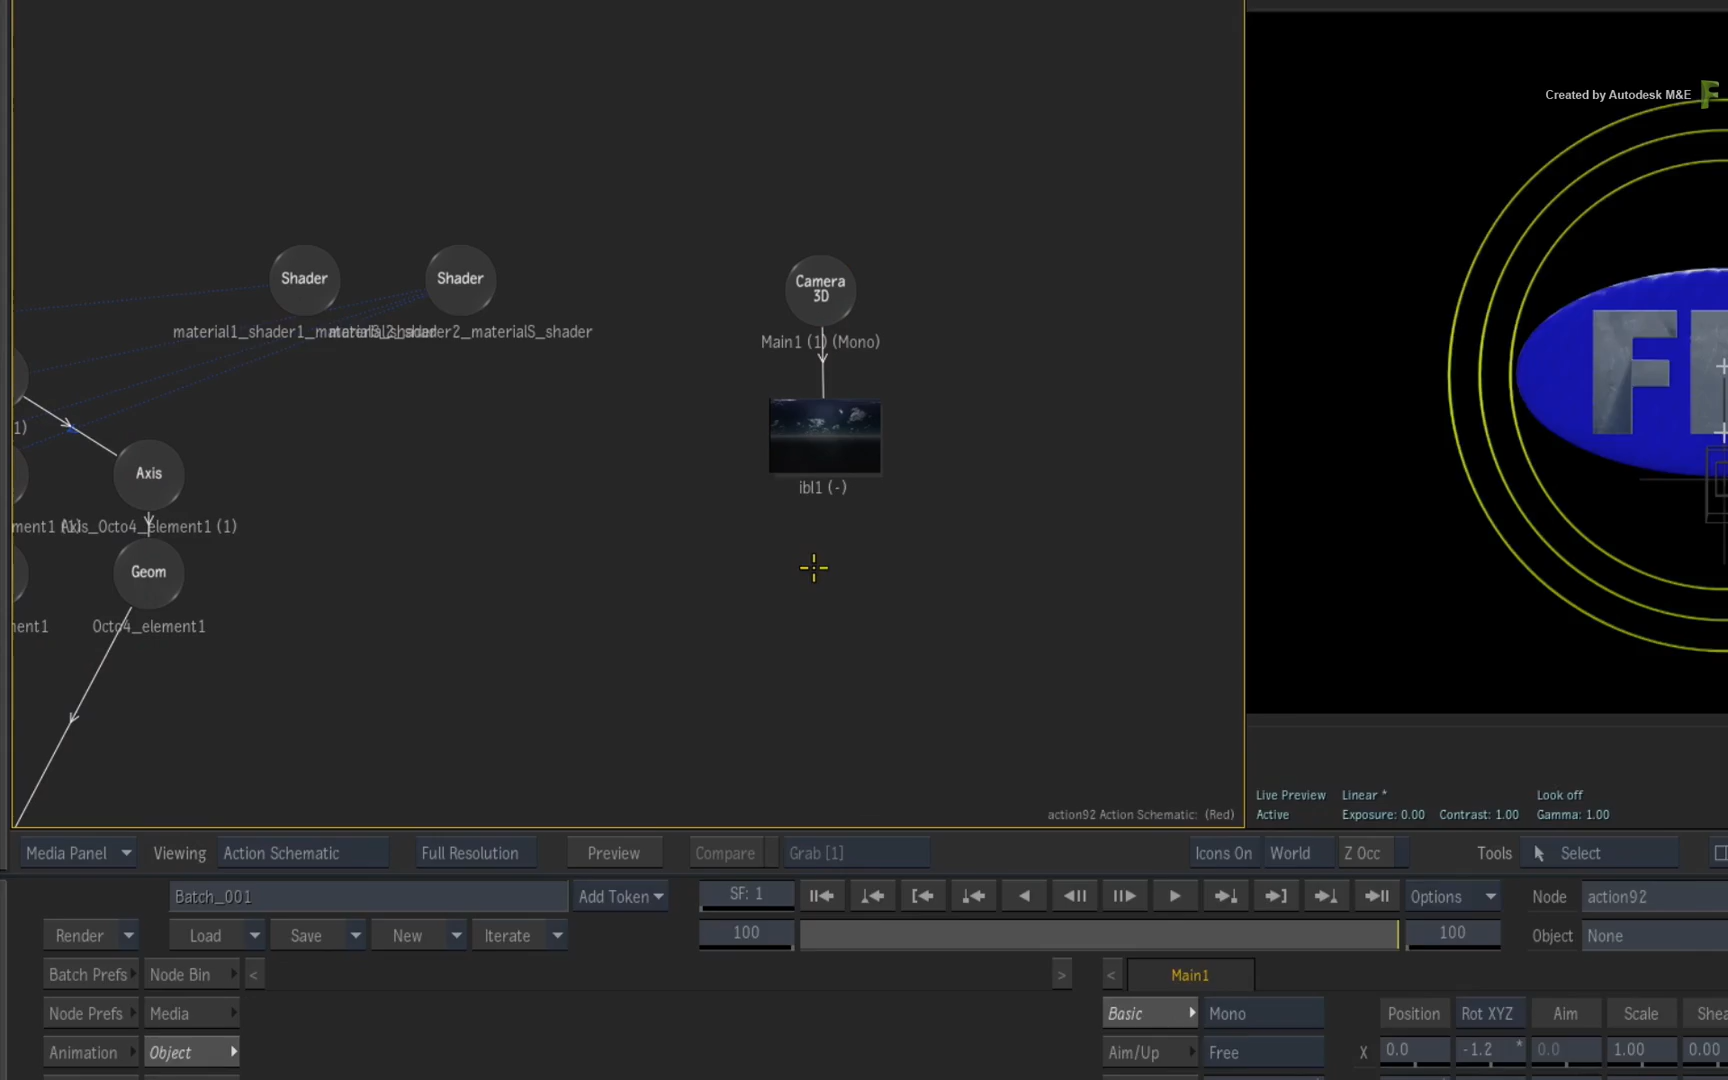 Created by Autodesk M&E
Shader
Shader
Camera
3D
material2_shader2_materialS_shader
Main1 (1) (Mono)
1)
Axis
ibl1 (-)
Axis_Octo4_element1 (1)
Geom
Octo4_element1
F
action92 Action Schematic: (Red)
Live Preview Linear * Look off
Active Exposure: 0.00 Contrast: 1.00 Gamma: 1.00
Media Panel Viewing Action Schematic Full Resolution Preview Compare Grab [1] Icons On World Z Occ Tools Select
Batch_001 Add Token SF: 1 Options Node action92
Render Load Save New Iterate 100 100 Object None
Batch Prefs Node Bin < > < Main1
Node Prefs Media Basic Mono Position Rot XYZ Aim Scale
Animation Object Aim/Up Free X 0.0 -1.2 * 0.0 1.00 0.00